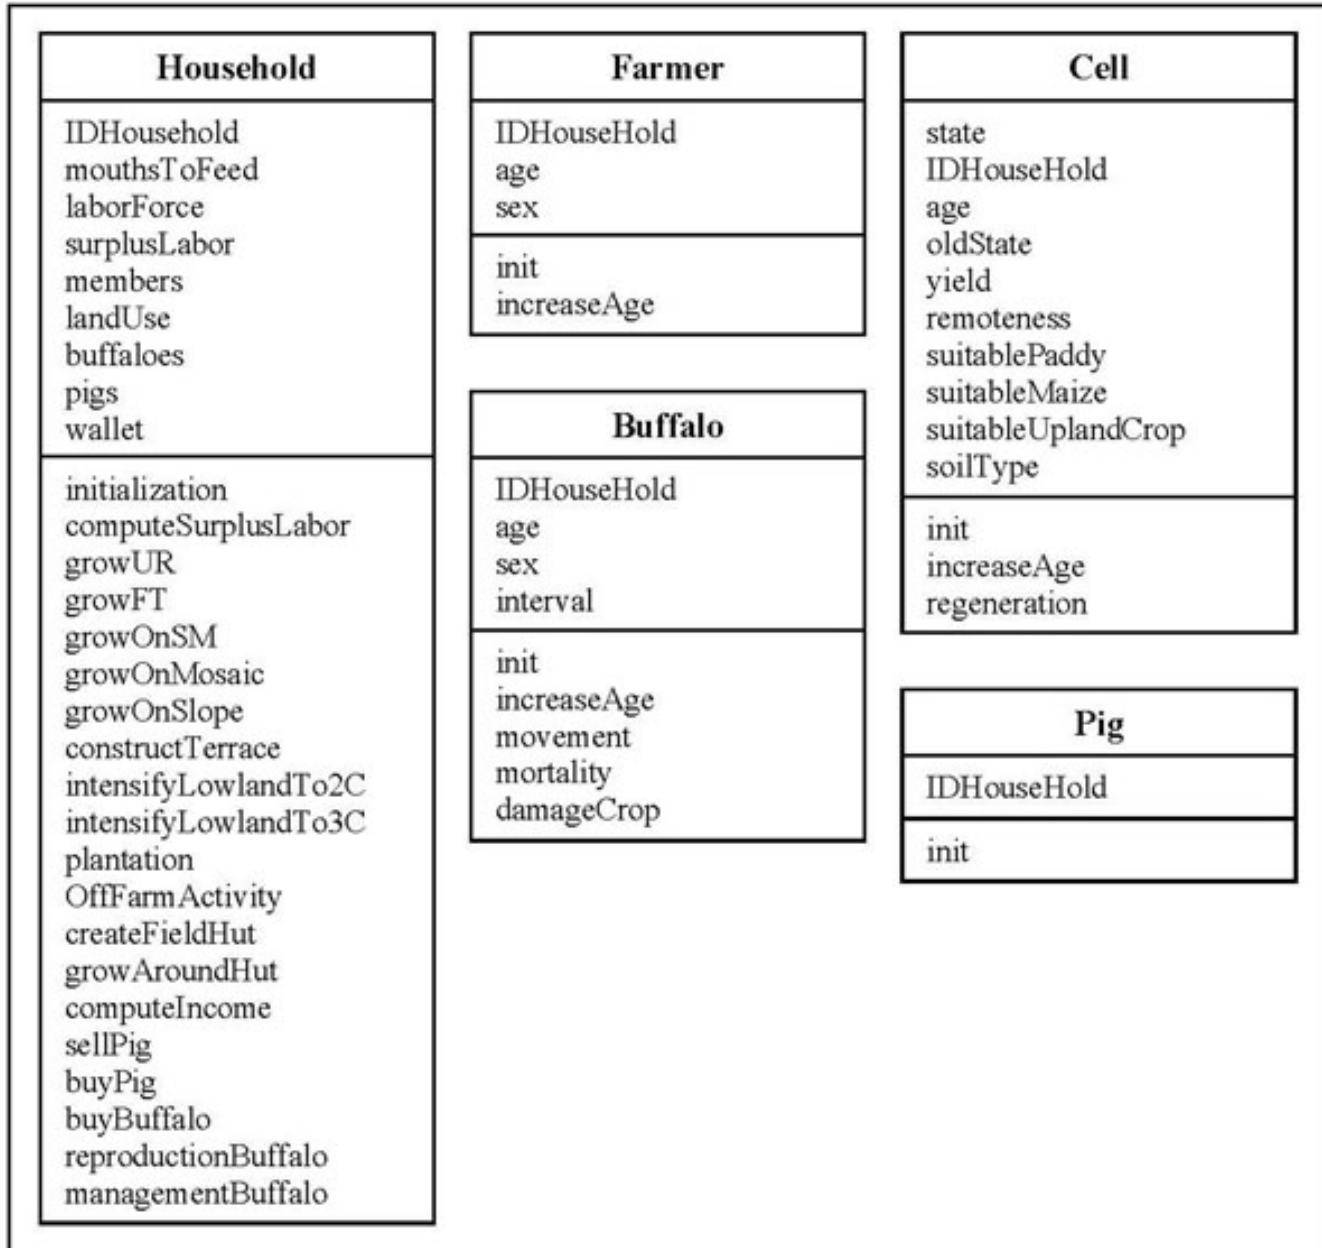 Household
IDHousehold
mouthsToFeed
laborForce
surplusLabor
members
landUse
buffaloes
pigs
wallet
initialization
computeSurplusLabor
growUR
growFT
growOnSM
growOnMosaic
growOnSlope
constructTerrace
intensifyLowlandTo2C
intensifyLowlandTo3C
plantation
OffFarmActivity
createFieldHut
growAroundHut
computeIncome
sellPig
buyPig
buyBuffalo
reproductionBuffalo
managementBuffalo
Farmer
IDHouseHold
age
sex
init
increaseAge
Buffalo
IDHouseHold
age
sex
interval
init
increaseAge
movement
mortality
damageCrop
Cell
state
IDHouseHold
age
oldState
yield
remoteness
suitablePaddy
suitableMaize
suitableUplandCrop
soilType
init
increaseAge
regeneration
Pig
IDHouseHold
init